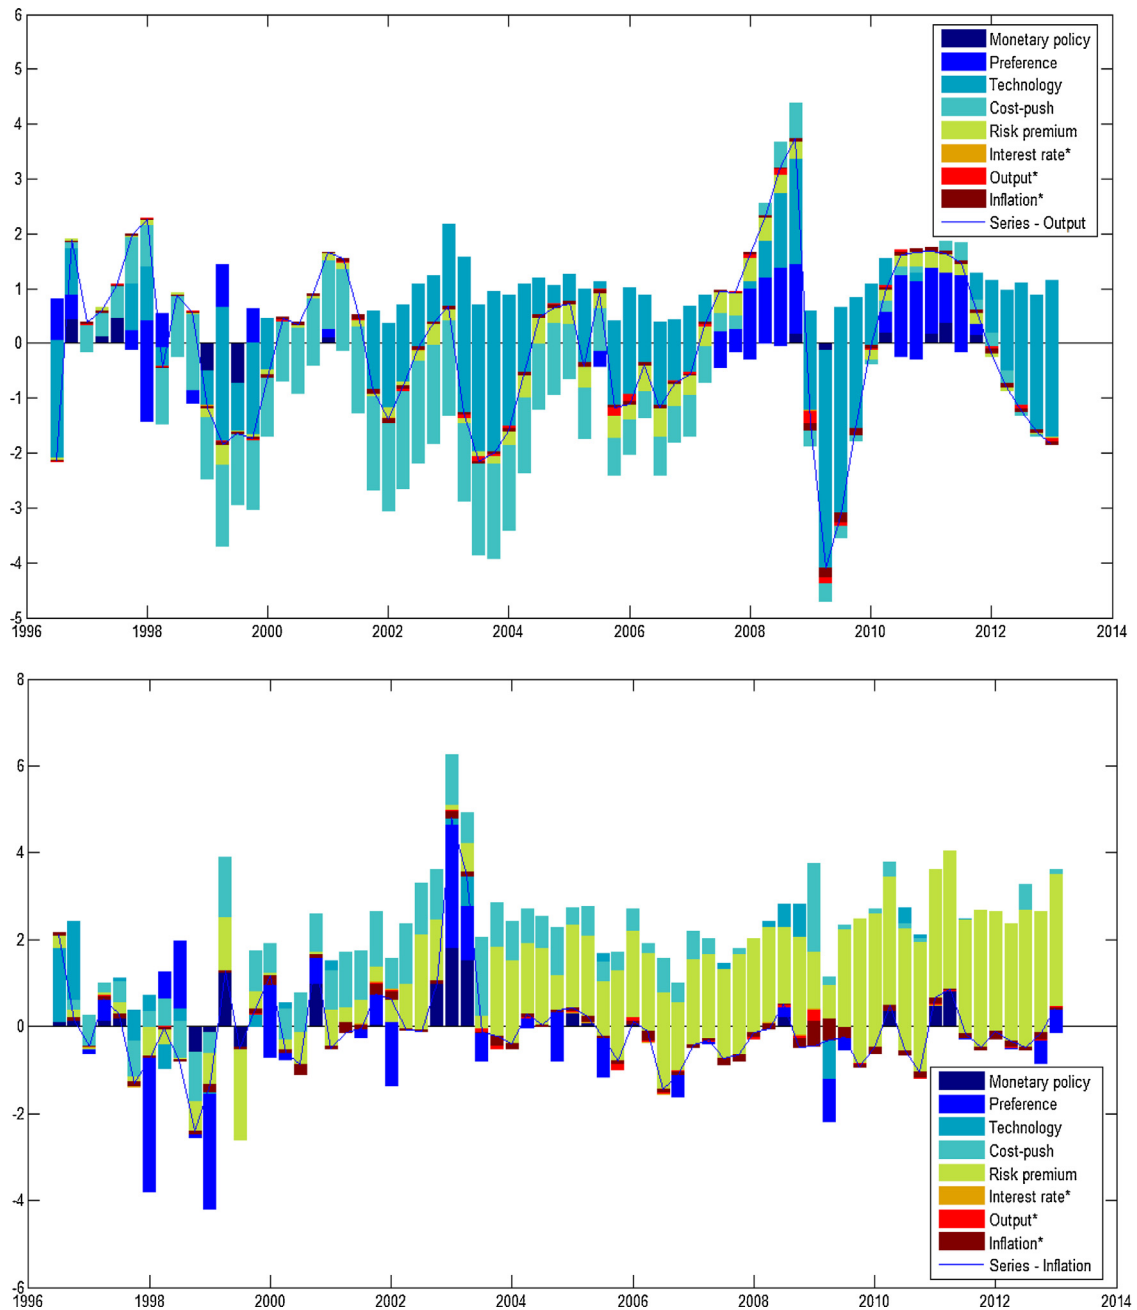 6
5
4
3
2
1
0
-1
-2
-3
-4
-5
1996 1998 2000 2002 2004 2006 2008 2010 2012 2014
Monetary policy
Preference
Technology
Cost-push
Risk premium
Interest rate*
Output*
Inflation*
Series - Output
8
6
4
2
0
-2
-4
-6
1996 1998 2000 2002 2004 2006 2008 2010 2012 2014
Monetary policy
Preference
Technology
Cost-push
Risk premium
Interest rate*
Output*
Inflation*
Series - Inflation